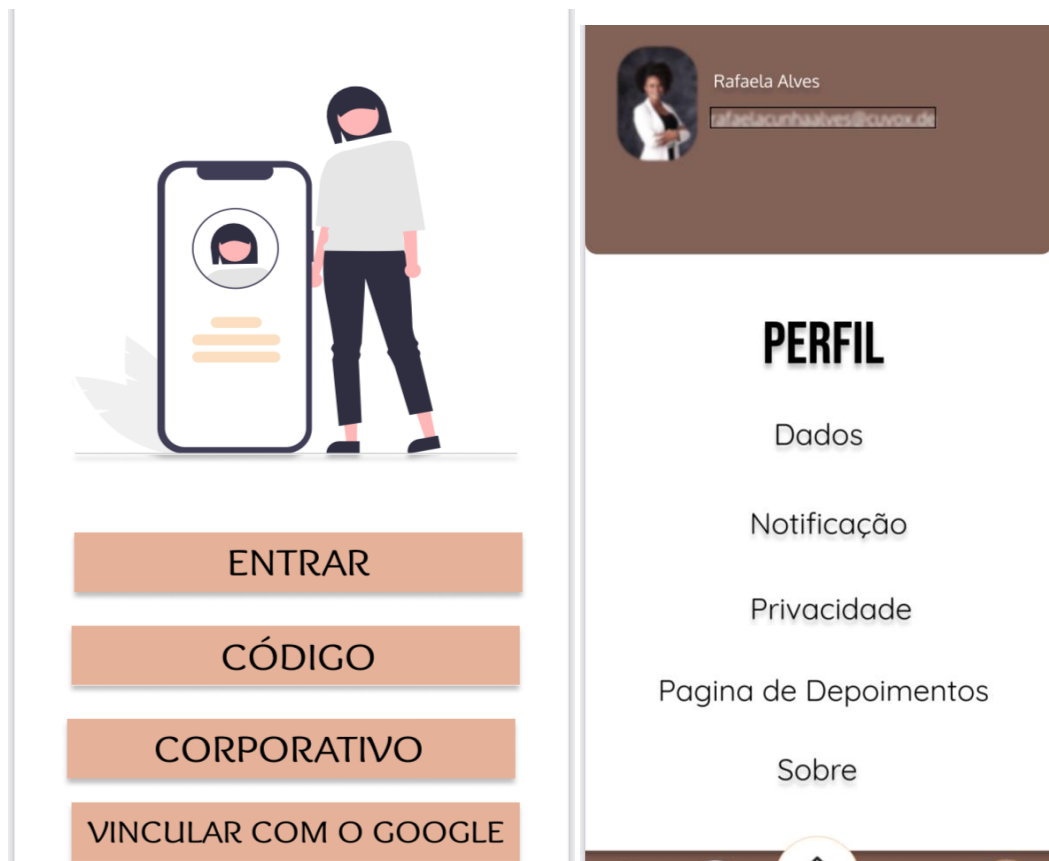 ENTRAR
CÓDIGO
CORPORATIVO
VINCULAR COM O GOOGLE
Rafaela Alves
rafaelacunhaalves@cuvox.de
PERFIL
Dados
Notificação
Privacidade
Pagina de Depoimentos
Sobre